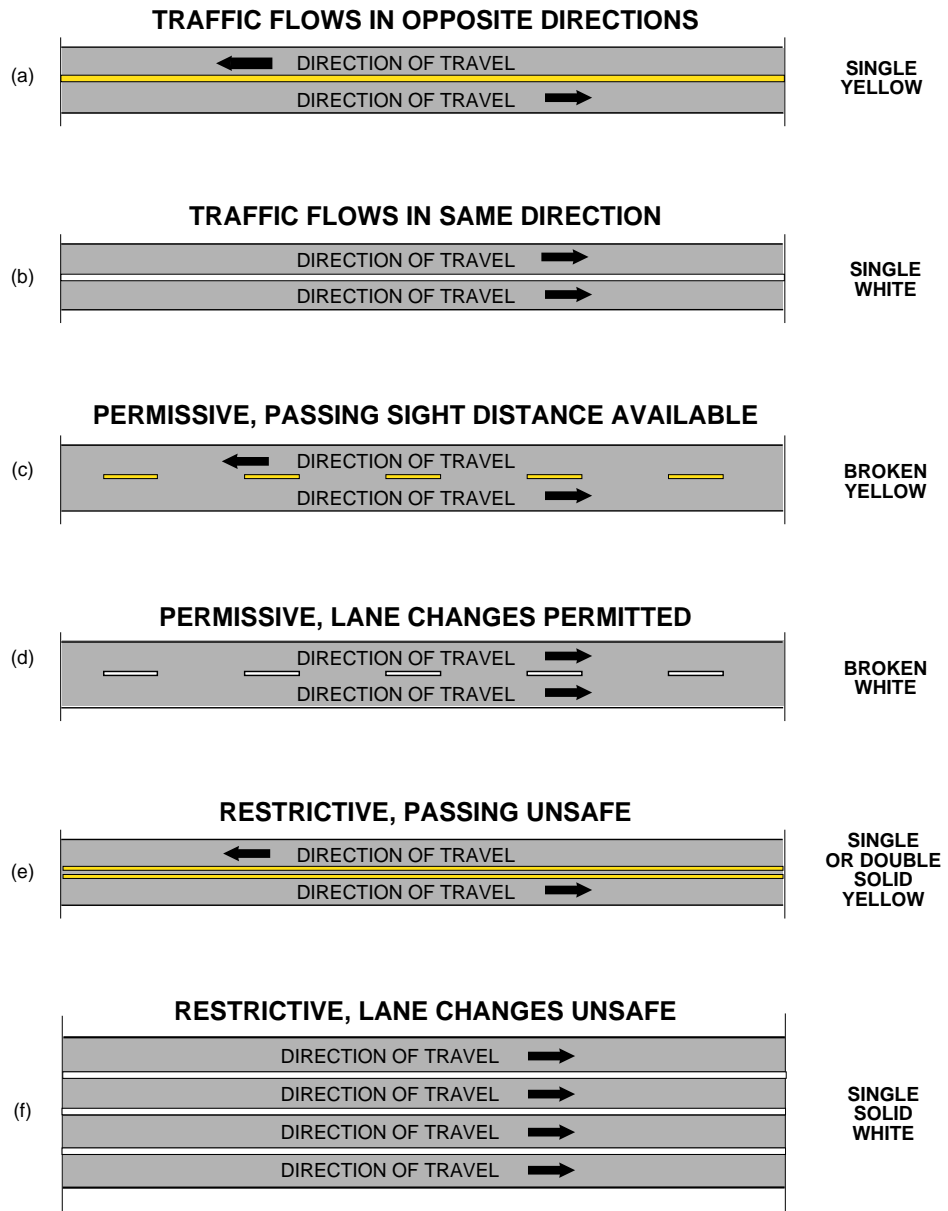 TRAFFIC FLOWS IN OPPOSITE DIRECTIONS
(a)
DIRECTION OF TRAVEL
DIRECTION OF TRAVEL
SINGLE
YELLOW
TRAFFIC FLOWS IN SAME DIRECTION
(b)
DIRECTION OF TRAVEL
DIRECTION OF TRAVEL
SINGLE
WHITE
PERMISSIVE, PASSING SIGHT DISTANCE AVAILABLE
(c)
DIRECTION OF TRAVEL
DIRECTION OF TRAVEL
BROKEN
YELLOW
PERMISSIVE, LANE CHANGES PERMITTED
(d)
DIRECTION OF TRAVEL
DIRECTION OF TRAVEL
BROKEN
WHITE
RESTRICTIVE, PASSING UNSAFE
(e)
DIRECTION OF TRAVEL
DIRECTION OF TRAVEL
SINGLE
OR DOUBLE
SOLID
YELLOW
RESTRICTIVE, LANE CHANGES UNSAFE
(f)
DIRECTION OF TRAVEL
DIRECTION OF TRAVEL
DIRECTION OF TRAVEL
DIRECTION OF TRAVEL
SINGLE
SOLID
WHITE